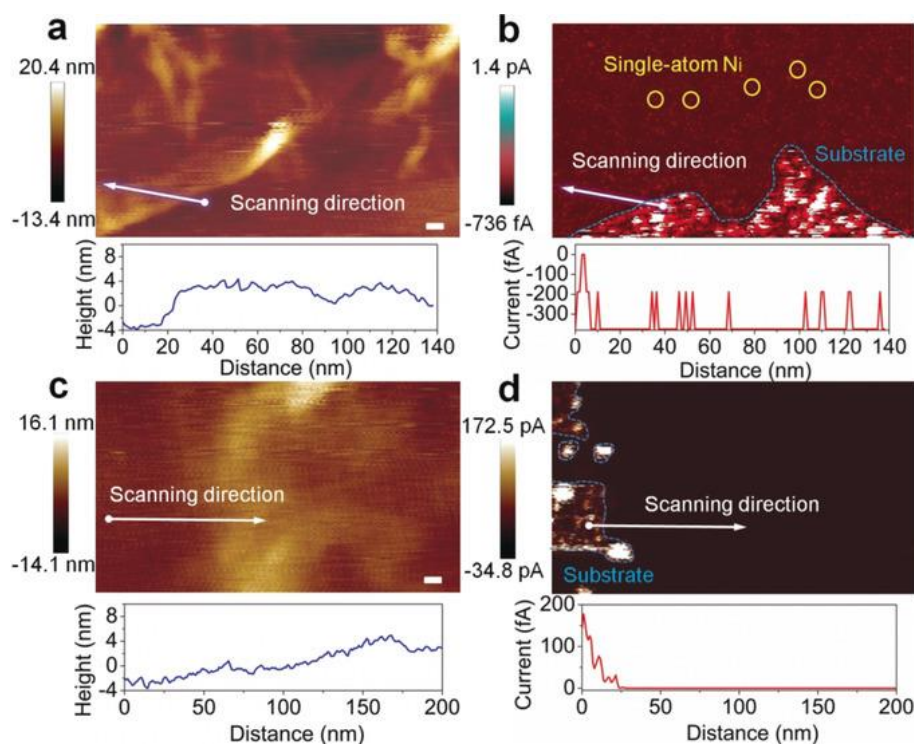 a
20.4 nm
-13.4 nm
Scanning direction
Height (nm)
8
4
0
-4
0 20 40 60 80 100 120 140
Distance (nm)
b
1.4 pA
-736 fA
Single-atom Ni
Scanning direction
Substrate
Current (fA)
0
-100
-200
-300
0 20 40 60 80 100 120 140
Distance (nm)
c
16.1 nm
-14.1 nm
Scanning direction
Height (nm)
8
4
0
-4
0 50 100 150 200
Distance (nm)
d
172.5 pA
-34.8 pA
Scanning direction
Substrate
Current (fA)
200
100
0
0 50 100 150 200
Distance (nm)